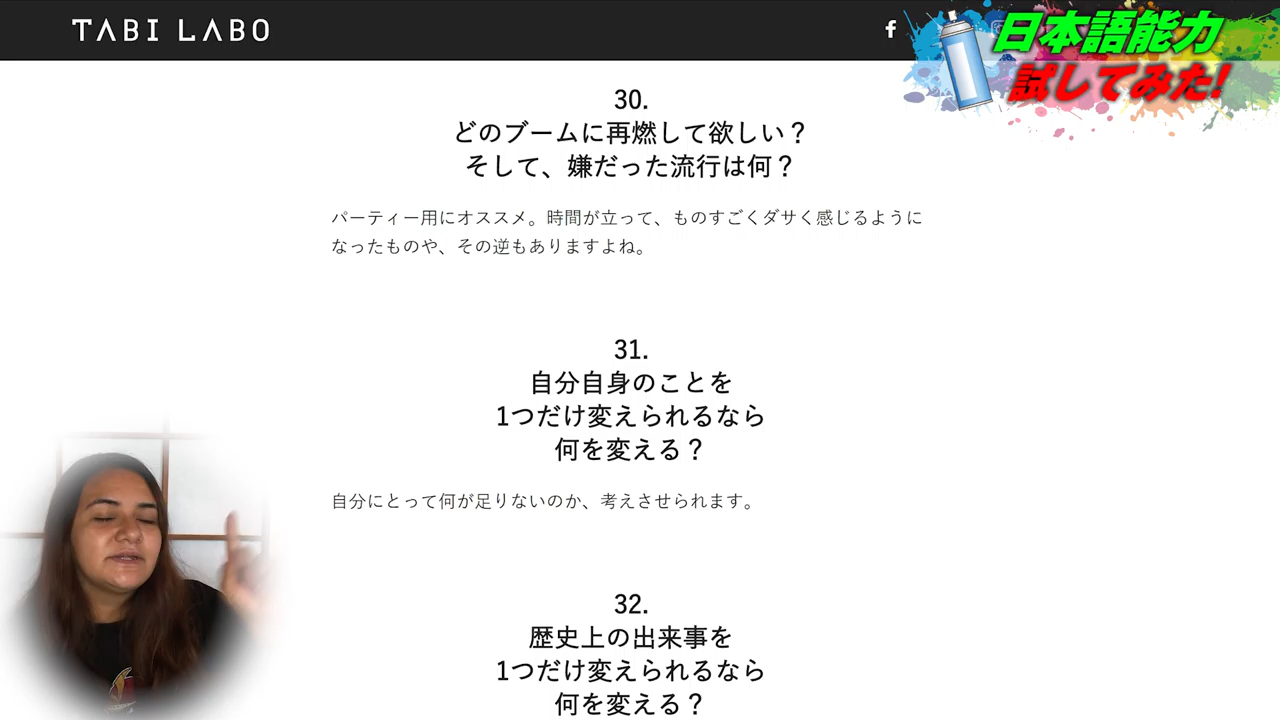 TABI LABO
f
日本語能力
試してみた!
30.
どのブームに再燃して欲しい？
そして、嫌だった流行は何？
パーティー用にオススメ。時間が立って、ものすごくダサく感じるように
なったものや、その逆もありますよね。
31.
自分自身のことを
1つだけ変えられるなら
何を変える？
自分にとって何が足りないのか、考えさせられます。
32.
歴史上の出来事を
1つだけ変えられるなら
何を変える？